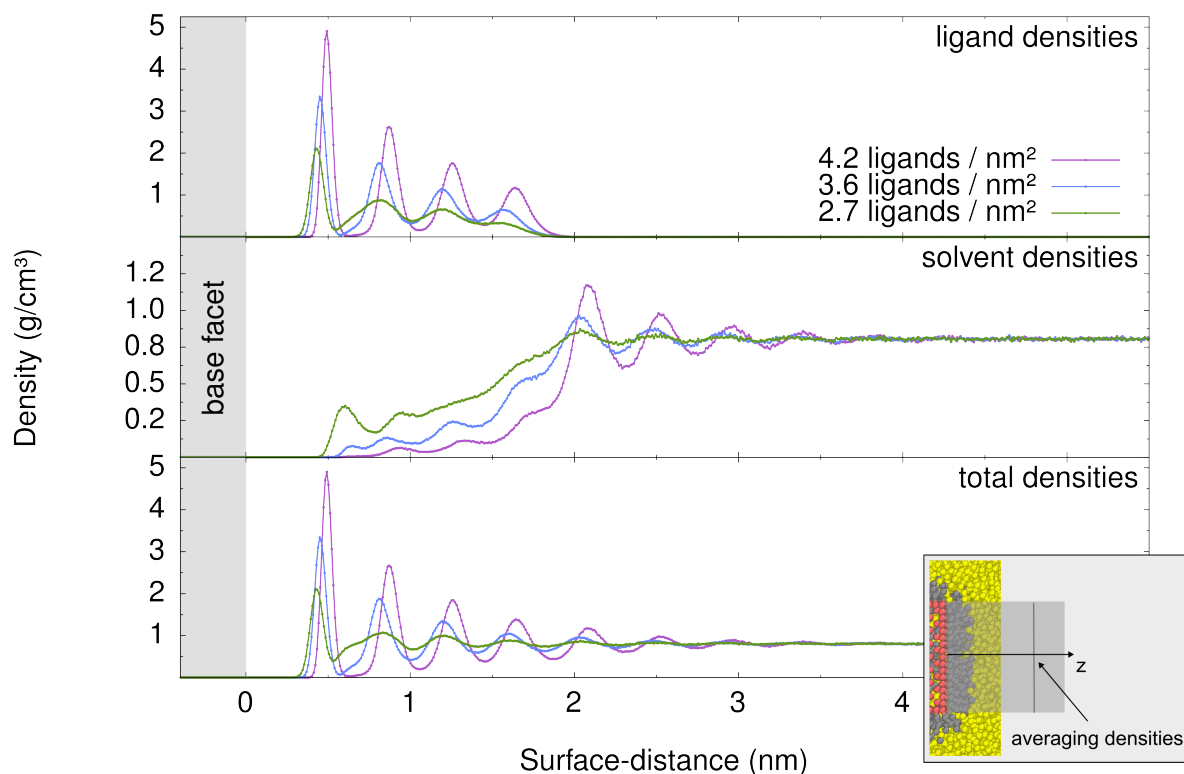 ligand densities
5
4
3
2
1
4.2 ligands / nm²
3.6 ligands / nm²
2.7 ligands / nm²
solvent densities
1.2
1.0
0.8
0.5
0.2
Density (g/cm³)
base facet
total densities
5
4
3
2
1
0
1
2
3
4
Surface-distance (nm)
z
averaging densities